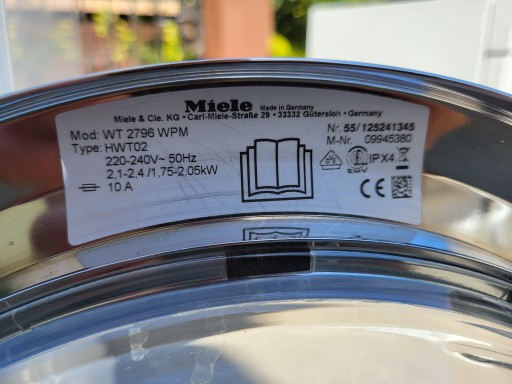 Miele Made in Germany
Miele & Cie. KG • Carl-Miele-Straße 29 • 33332 Gütersloh • Germany
Mod: WT 2796 WPM
Type: HWT02
220-240V~ 50Hz
2,1-2,4 /1,75-2,05kW
10 A
Nr. 55/125241345
M-Nr. 09945380
IPX4
EMV
CE